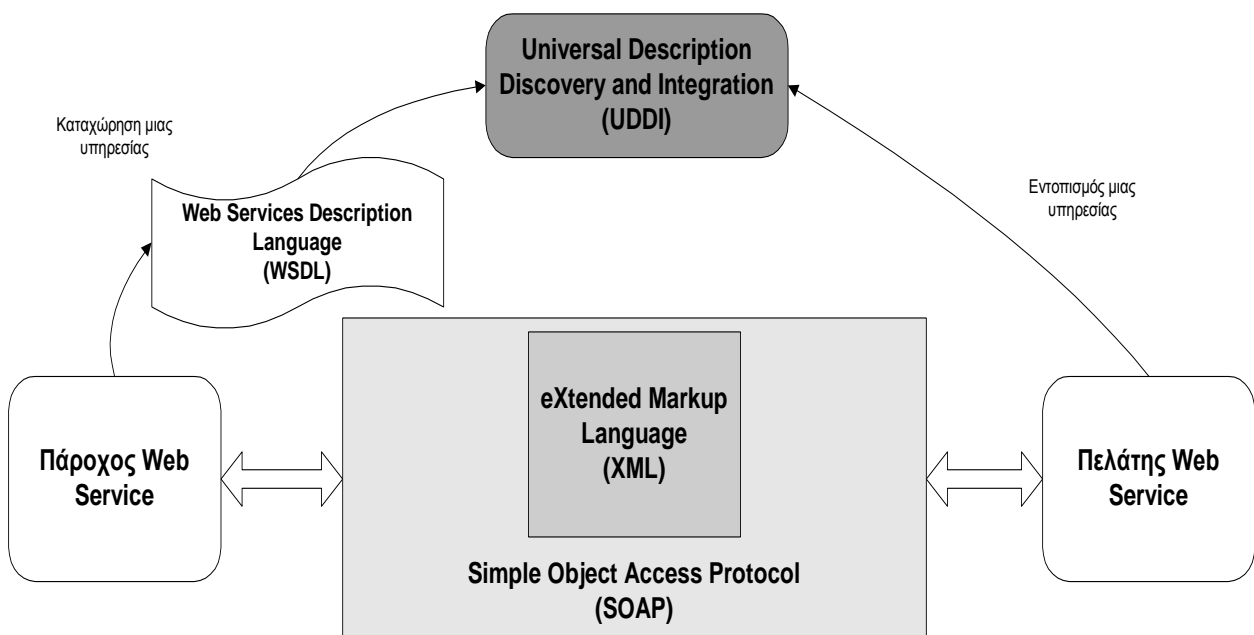 Universal Description
Discovery and Integration
(UDDI)
Καταχώρηση μιας
υπηρεσίας
Εντοπισμός μιας
υπηρεσίας
Web Services Description
Language
(WSDL)
eXtended Markup
Language
(XML)
Πάροχος Web
Service
Πελάτης Web
Service
Simple Object Access Protocol
(SOAP)